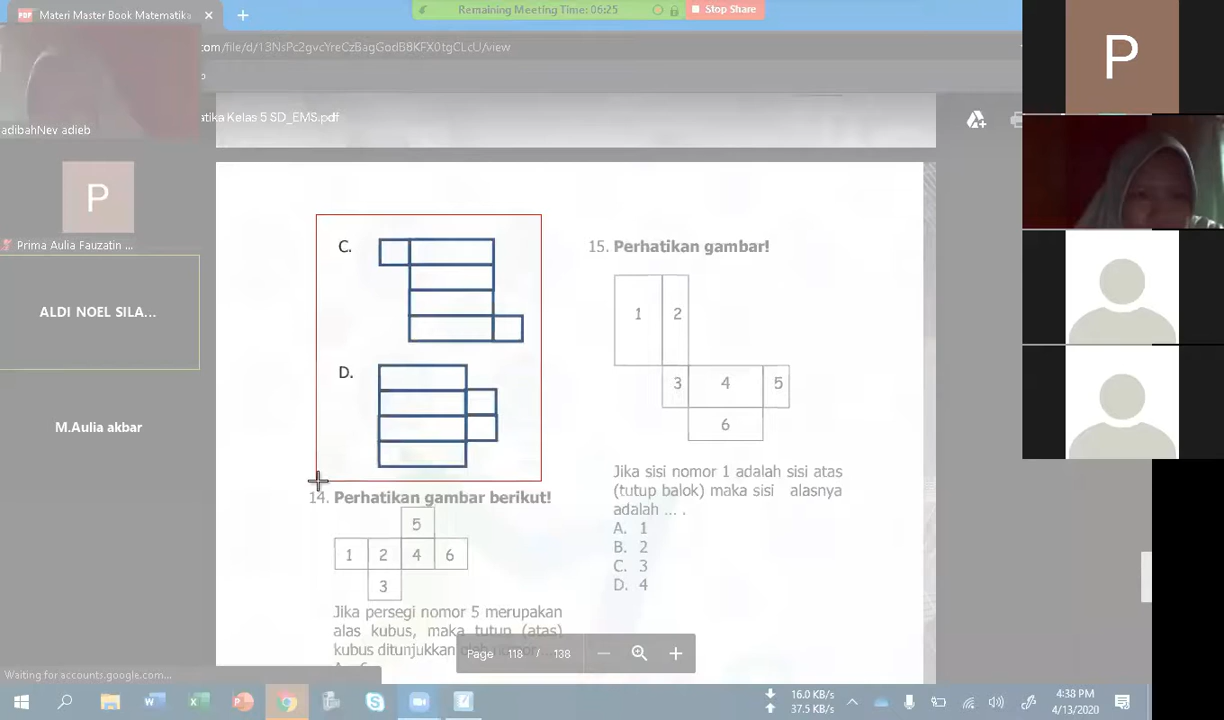 Materi Master Book Matematika
Remaining Meeting Time: 06:25
Stop Share
.com/file/d/13NsPc2gvcYreCzBagGodB8KFX0tgCLcU/view
adibahNev adieb
atika Kelas 5 SD_EMS.pdf
P
P
Prima Aulia Fauzatin ...
ALDI NOEL SILA...
M.Aulia akbar
C.
D.
14. Perhatikan gambar berikut!
5
1 2 4 6
3
Jika persegi nomor 5 merupakan
alas kubus, maka tutup (atas)
kubus ditunjukkan
15. Perhatikan gambar!
1 2
3 4 5
6
Jika sisi nomor 1 adalah sisi atas
(tutup balok) maka sisi alasnya
adalah ... .
A. 1
B. 2
C. 3
D. 4
Page 118 / 138
Waiting for accounts.google.com...
16.0 KB/s
37.5 KB/s
4:38 PM
4/13/2020